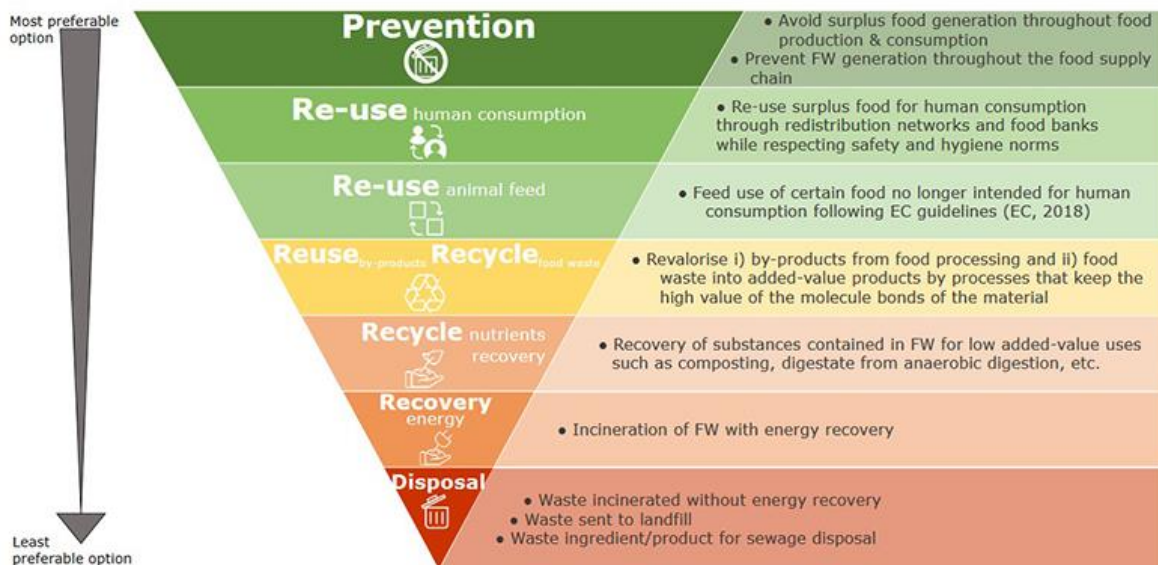 Most preferable
option
Prevention
● Avoid surplus food generation throughout food
production & consumption
● Prevent FW generation throughout the food supply
chain
Re-use human consumption
● Re-use surplus food for human consumption
through redistribution networks and food banks
while respecting safety and hygiene norms
Re-use animal feed
● Feed use of certain food no longer intended for human
consumption following EC guidelines (EC, 2018)
Reuse by-products Recycle food waste
● Revalorise i) by-products from food processing and ii) food
waste into added-value products by processes that keep the
high value of the molecule bonds of the material
Recycle nutrients
recovery
● Recovery of substances contained in FW for low added-value uses
such as composting, digestate from anaerobic digestion, etc.
Recovery
energy
● Incineration of FW with energy recovery
Disposal
● Waste incinerated without energy recovery
● Waste sent to landfill
● Waste ingredient/product for sewage disposal
Least
preferable option